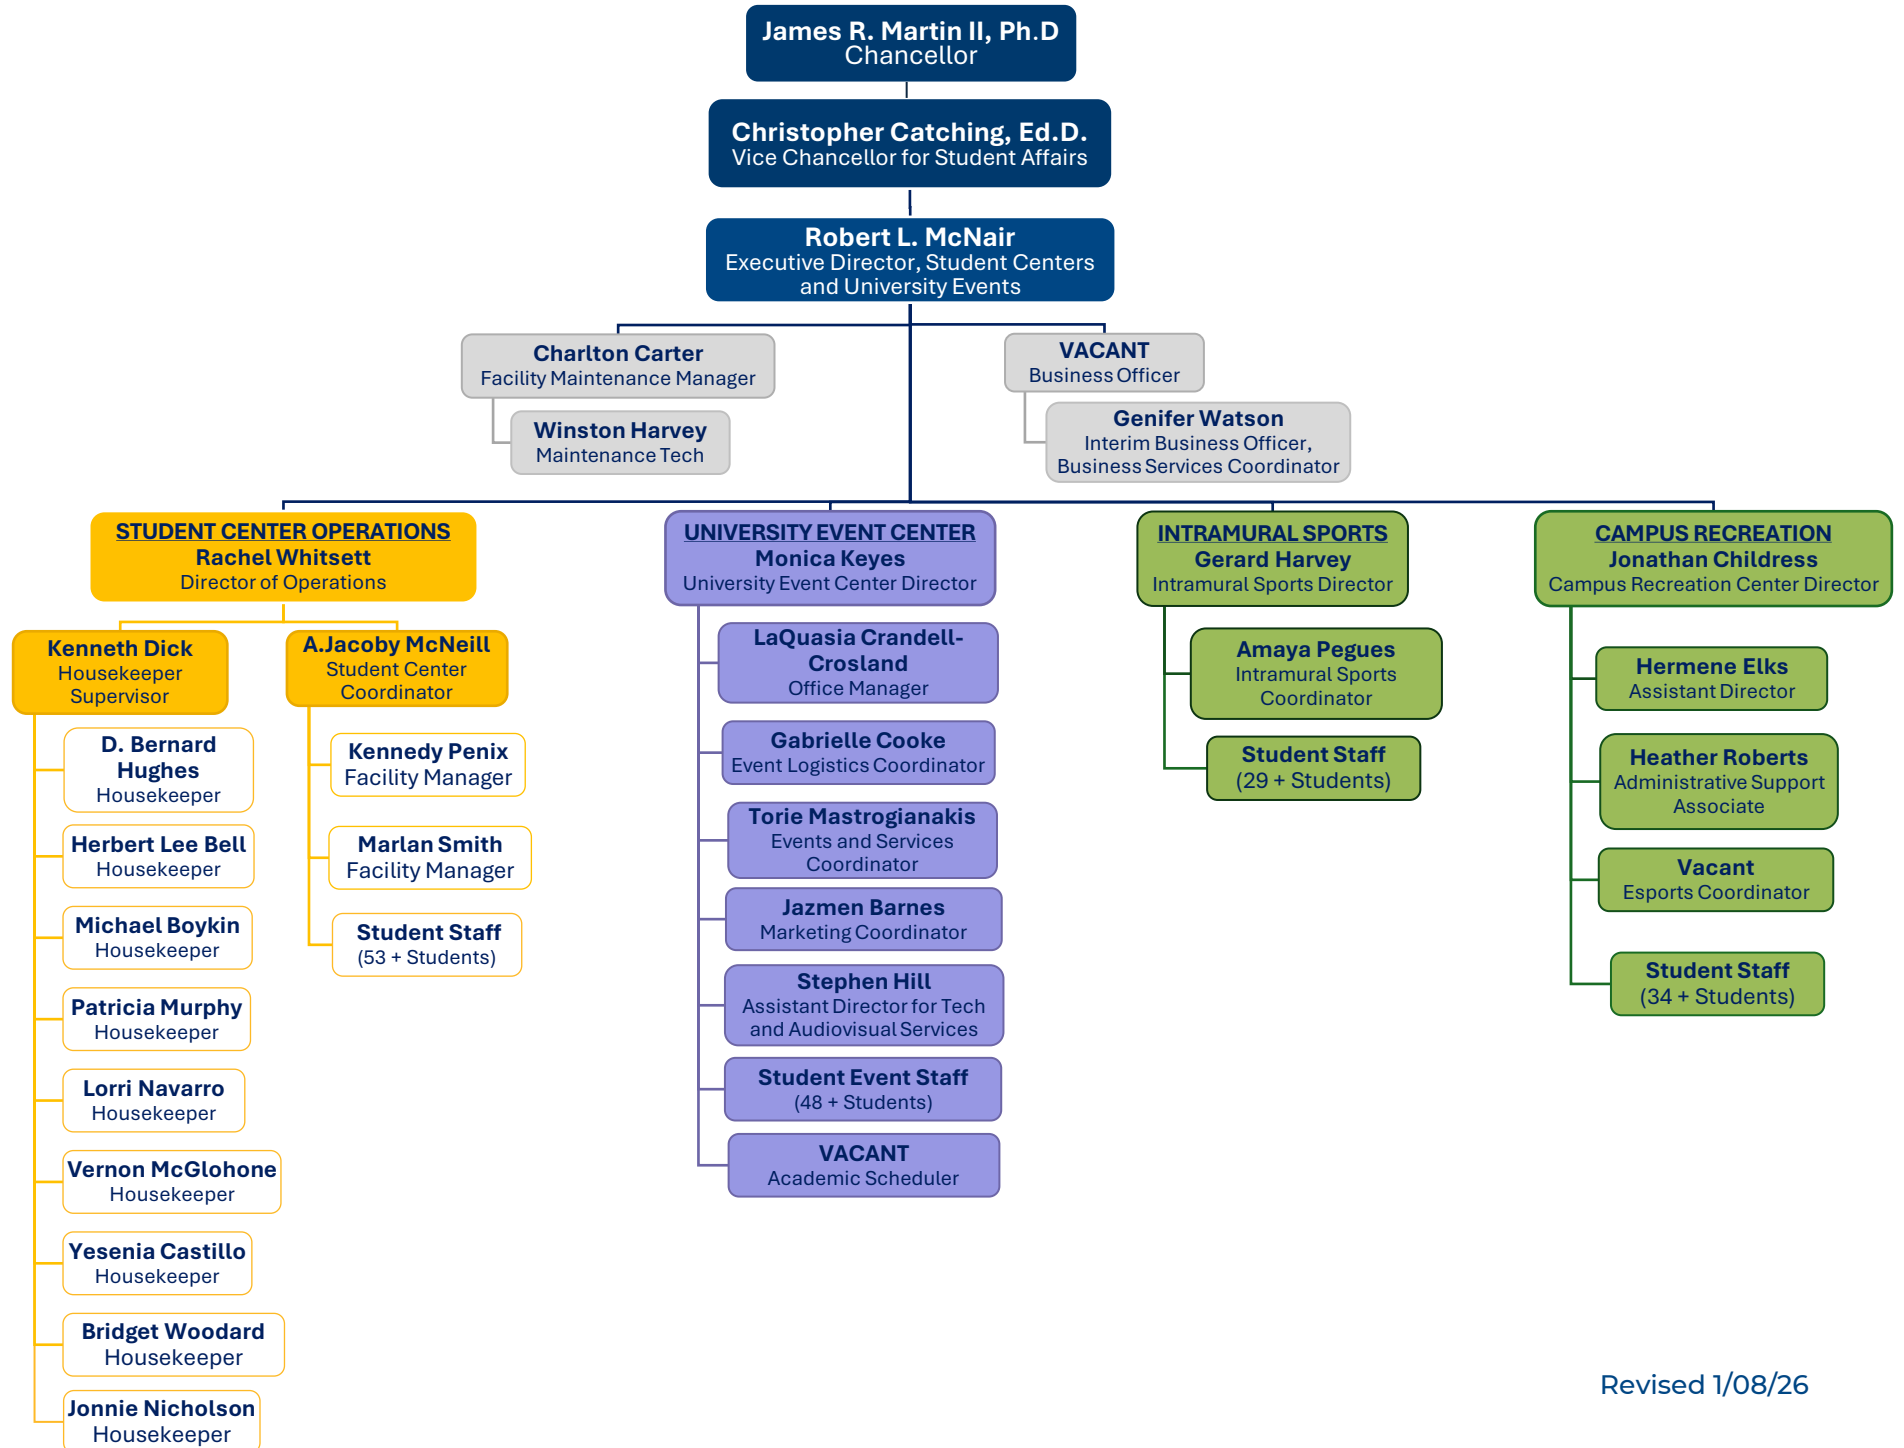 James R. Martin II, Ph.D
Chancellor
Christopher Catching, Ed.D.
Vice Chancellor for Student Affairs
Robert L. McNair
Executive Director, Student Centers
and University Events
Charlton Carter
Facility Maintenance Manager
Winston Harvey
Maintenance Tech
VACANT
Business Officer
Genifer Watson
Interim Business Officer,
Business Services Coordinator
STUDENT CENTER OPERATIONS
Rachel Whitsett
Director of Operations
Kenneth Dick
Housekeeper
Supervisor
D. Bernard
Hughes
Housekeeper
Herbert Lee Bell
Housekeeper
Michael Boykin
Housekeeper
Patricia Murphy
Housekeeper
Lorri Navarro
Housekeeper
Vernon McGlohone
Housekeeper
Yesenia Castillo
Housekeeper
Bridget Woodard
Housekeeper
Jonnie Nicholson
Housekeeper
A.Jacoby McNeill
Student Center
Coordinator
Kennedy Penix
Facility Manager
Marlan Smith
Facility Manager
Student Staff
(53 + Students)
UNIVERSITY EVENT CENTER
Monica Keyes
University Event Center Director
LaQuasia Crandell-
Crosland
Office Manager
Gabrielle Cooke
Event Logistics Coordinator
Torie Mastrogianakis
Events and Services
Coordinator
Jazmen Barnes
Marketing Coordinator
Stephen Hill
Assistant Director for Tech
and Audiovisual Services
Student Event Staff
(48 + Students)
VACANT
Academic Scheduler
INTRAMURAL SPORTS
Gerard Harvey
Intramural Sports Director
Amaya Pegues
Intramural Sports
Coordinator
Student Staff
(29 + Students)
CAMPUS RECREATION
Jonathan Childress
Campus Recreation Center Director
Hermene Elks
Assistant Director
Heather Roberts
Administrative Support
Associate
Vacant
Esports Coordinator
Student Staff
(34 + Students)
Revised 1/08/26